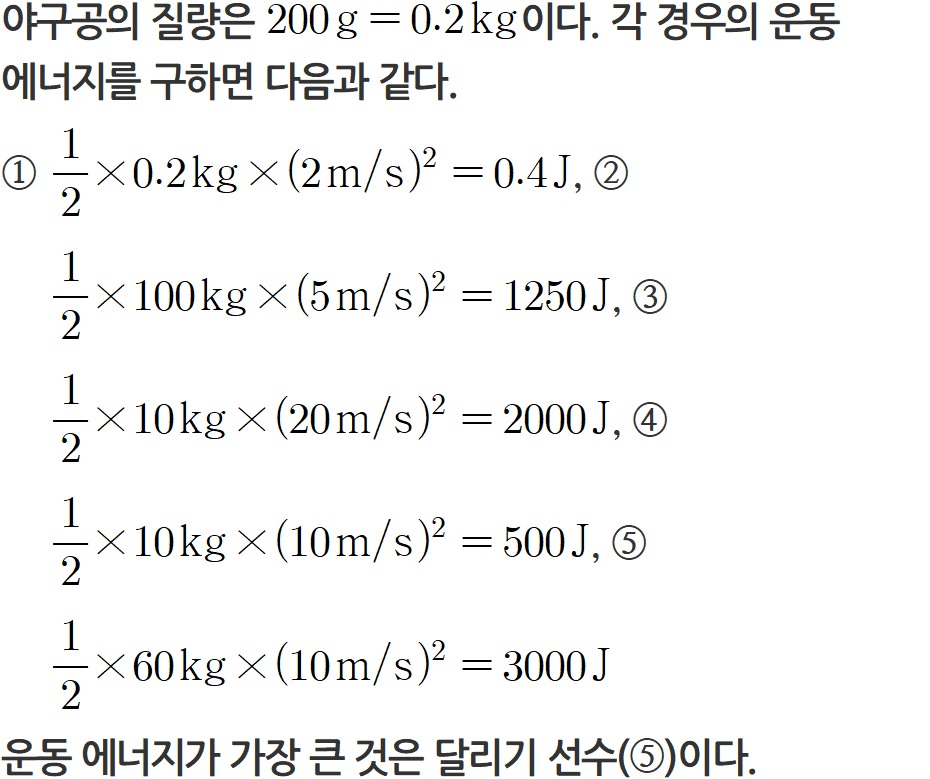 야구공의 질량은 200 g = 0.2 kg이다. 각 경우의 운동
에너지를 구하면 다음과 같다.
① 1/2 × 0.2 kg × (2 m/s)² = 0.4 J, ②
1/2 × 100 kg × (5 m/s)² = 1250 J, ③
1/2 × 10 kg × (20 m/s)² = 2000 J, ④
1/2 × 10 kg × (10 m/s)² = 500 J, ⑤
1/2 × 60 kg × (10 m/s)² = 3000 J
운동 에너지가 가장 큰 것은 달리기 선수(⑤)이다.